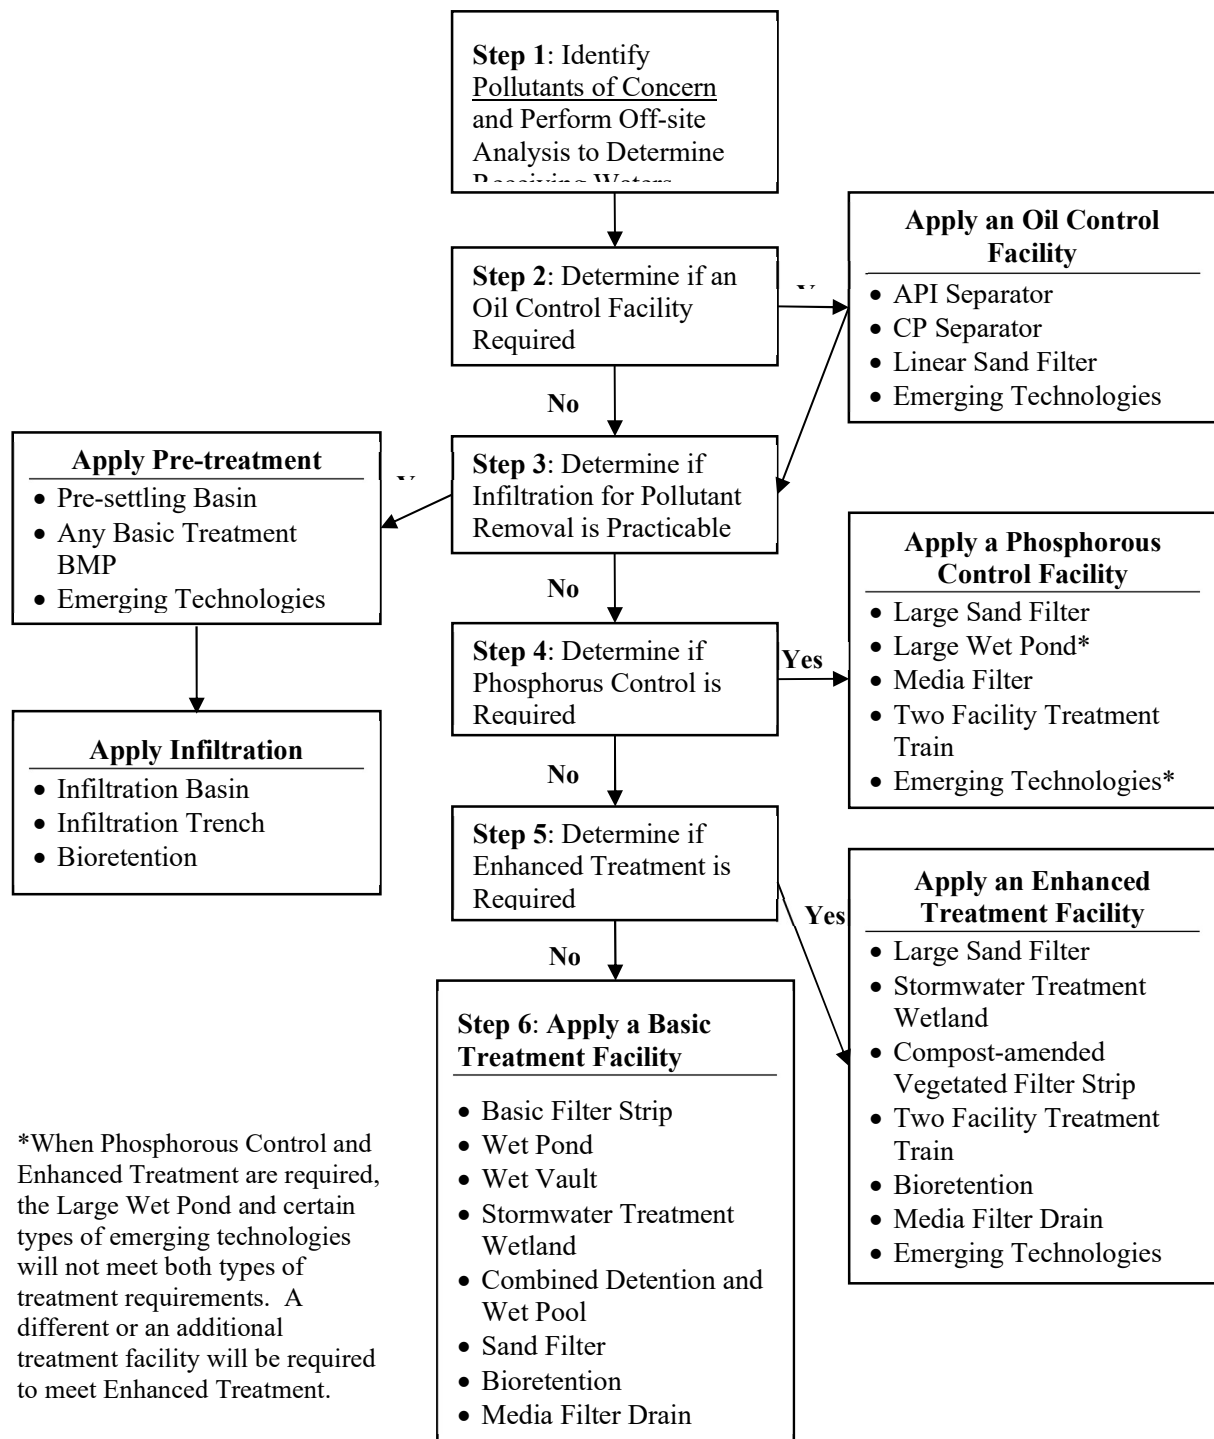 Step 1: Identify
Pollutants of Concern
and Perform Off-site
Analysis to Determine
Receiving Waters
Step 2: Determine if an
Oil Control Facility
Required
Apply an Oil Control
Facility
• API Separator
• CP Separator
• Linear Sand Filter
• Emerging Technologies
No
Step 3: Determine if
Infiltration for Pollutant
Removal is Practicable
Apply Pre-treatment
• Pre-settling Basin
• Any Basic Treatment
BMP
• Emerging Technologies
No
Apply Infiltration
• Infiltration Basin
• Infiltration Trench
• Bioretention
Step 4: Determine if
Phosphorus Control is
Required
Yes
Apply a Phosphorous
Control Facility
• Large Sand Filter
• Large Wet Pond*
• Media Filter
• Two Facility Treatment
Train
• Emerging Technologies*
No
Step 5: Determine if
Enhanced Treatment is
Required
Yes
Apply an Enhanced
Treatment Facility
• Large Sand Filter
• Stormwater Treatment
Wetland
• Compost-amended
Vegetated Filter Strip
• Two Facility Treatment
Train
• Bioretention
• Media Filter Drain
• Emerging Technologies
No
Step 6: Apply a Basic
Treatment Facility
• Basic Filter Strip
• Wet Pond
• Wet Vault
• Stormwater Treatment
Wetland
• Combined Detention and
Wet Pool
• Sand Filter
• Bioretention
• Media Filter Drain
*When Phosphorous Control and
Enhanced Treatment are required,
the Large Wet Pond and certain
types of emerging technologies
will not meet both types of
treatment requirements. A
different or an additional
treatment facility will be required
to meet Enhanced Treatment.